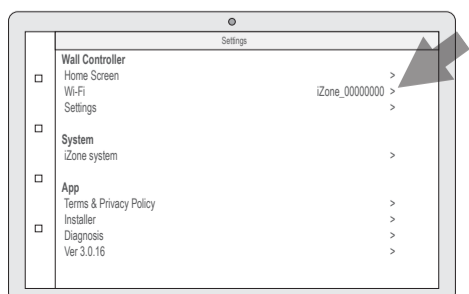 Settings
Wall Controller
Home Screen >
Wi-Fi iZone_00000000 >
Settings >
System
iZone system >
App
Terms & Privacy Policy >
Installer >
Diagnosis >
Ver 3.0.16 >